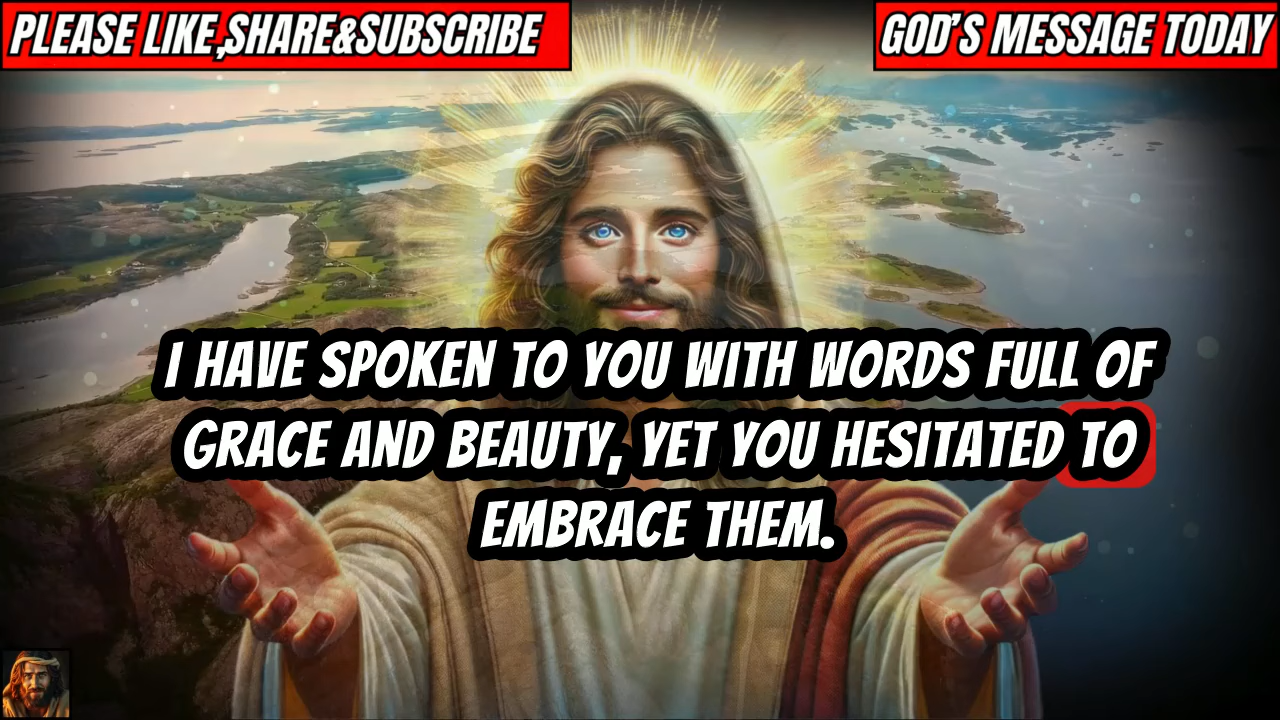 PLEASE LIKE,SHARE&SUBSCRIBE
GOD'S MESSAGE TODAY
I HAVE SPOKEN TO YOU WITH WORDS FULL OF
GRACE AND BEAUTY, YET YOU HESITATED TO
EMBRACE THEM.